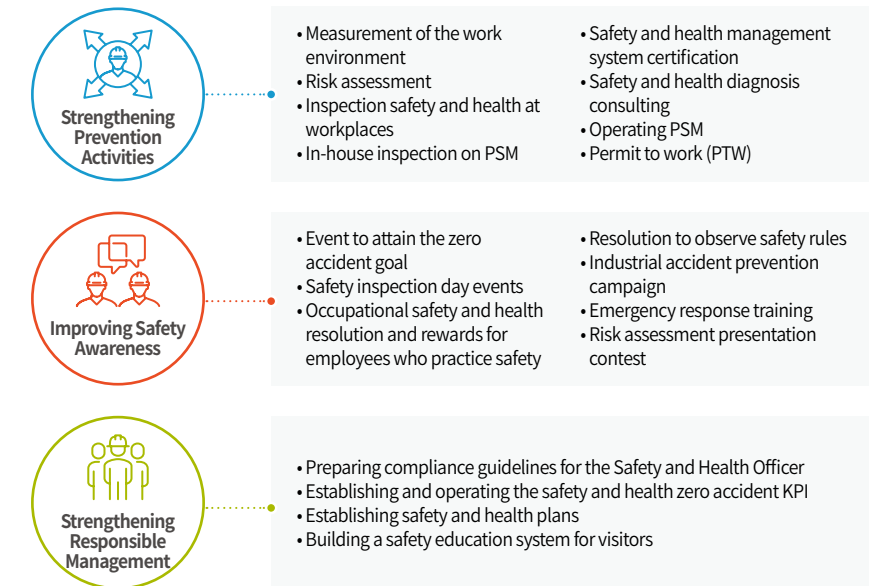 Strengthening
Prevention
Activities
• Measurement of the work
environment
• Risk assessment
• Inspection safety and health at
workplaces
• In-house inspection on PSM
• Safety and health management
system certification
• Safety and health diagnosis
consulting
• Operating PSM
• Permit to work (PTW)
Improving Safety
Awareness
• Event to attain the zero
accident goal
• Safety inspection day events
• Occupational safety and health
resolution and rewards for
employees who practice safety
• Resolution to observe safety rules
• Industrial accident prevention
campaign
• Emergency response training
• Risk assessment presentation
contest
Strengthening
Responsible
Management
• Preparing compliance guidelines for the Safety and Health Officer
• Establishing and operating the safety and health zero accident KPI
• Establishing safety and health plans
• Building a safety education system for visitors